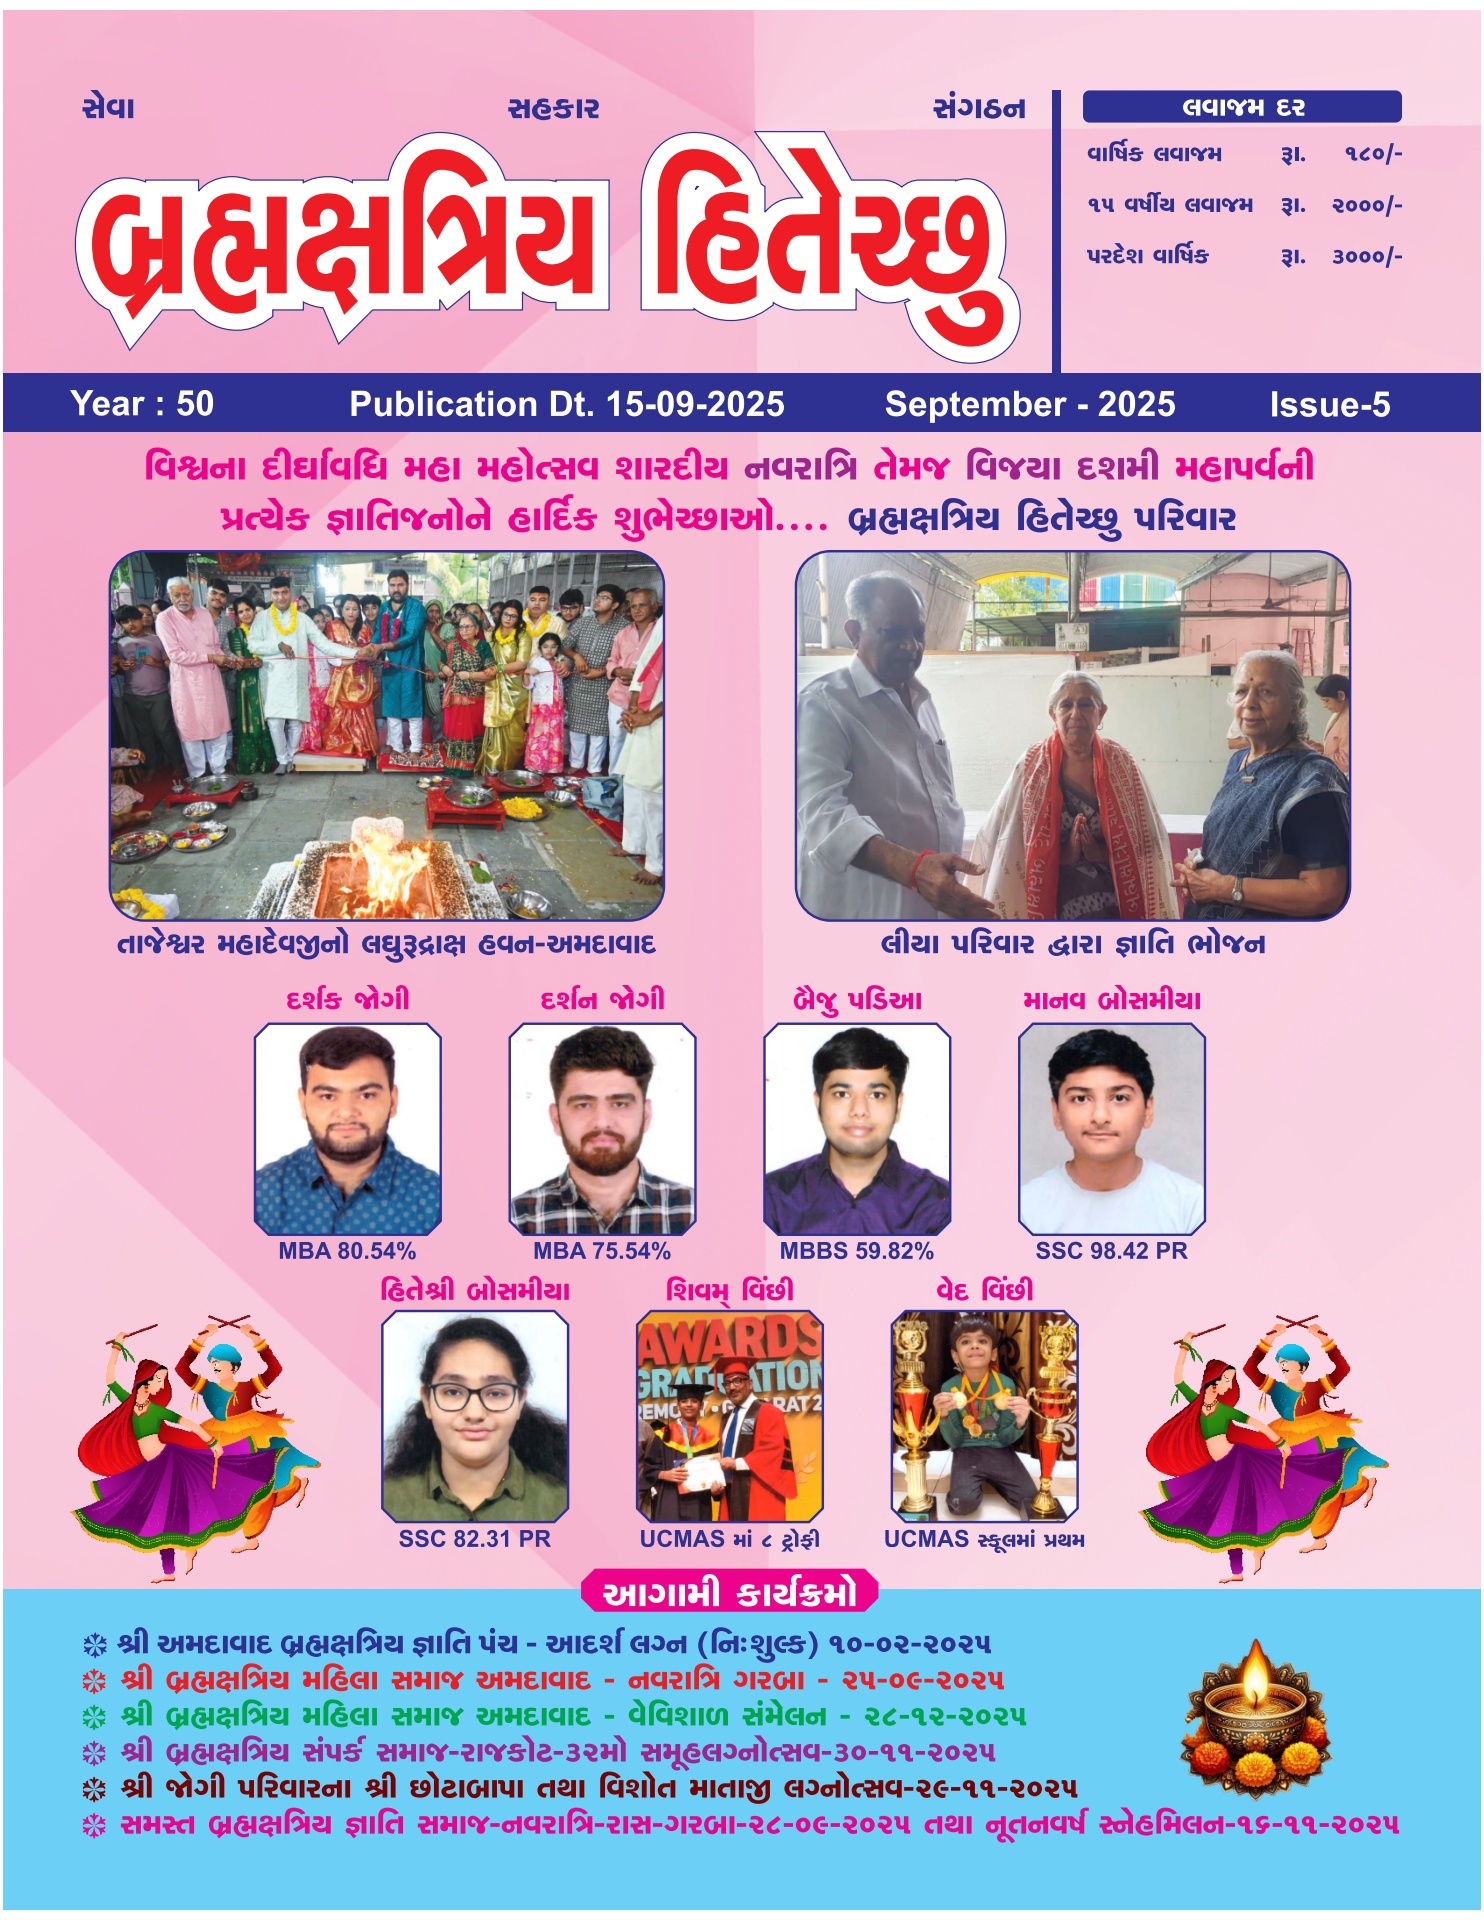 સેવા સહકાર સંગઠન
બ્રહ્મક્ષત્રિય હિતેચ્છુ
લવાજમ દર
વાર્ષિક લવાજમ રૂા. ૧૮૦/-
૧૫ વર્ષીય લવાજમ રૂા. ૨૦૦૦/-
પરદેશ વાર્ષિક રૂા. ૩૦૦૦/-
Year : 50 Publication Dt. 15-09-2025 September - 2025 Issue-5
વિશ્વના દીર્ઘાવધિ મહા મહોત્સવ શારદીય નવરાત્રિ તેમજ વિજયા દશમી મહાપર્વની
પ્રત્યેક જ્ઞાતિજનોને હાર્દિક શુભેચ્છાઓ.... બ્રહ્મક્ષત્રિય હિતેચ્છુ પરિવાર
તાજેશ્વર મહાદેવજીનો લઘુરૂદ્રાક્ષ હવન-અમદાવાદ
લીયા પરિવાર દ્વારા જ્ઞાતિ ભોજન
દર્શક જોગી દર્શન જોગી બૈજુ પડિઆ માનવ બોસમીયા
MBA 80.54% MBA 75.54% MBBS 59.82% SSC 98.42 PR
હિતેશ્રી બોસમીયા શિવમ્ વિંછી વેદ વિંછી
AWARDS
SSC 82.31 PR UCMAS માં ૮ ટ્રોફી UCMAS સ્કૂલમાં પ્રથમ
આગામી કાર્યક્રમો
શ્રી અમદાવાદ બ્રહ્મક્ષત્રિય જ્ઞાતિ પંચ - આદર્શ લગ્ન (નિઃશુલ્ક) ૧૦-૦૨-૨૦૨૫
શ્રી બ્રહ્મક્ષત્રિય મહિલા સમાજ અમદાવાદ - નવરાત્રિ ગરબા - ૨૫-૦૯-૨૦૨૫
શ્રી બ્રહ્મક્ષત્રિય મહિલા સમાજ અમદાવાદ - વેવિશાળ સંમેલન - ૨૮-૧૨-૨૦૨૫
શ્રી બ્રહ્મક્ષત્રિય સંપર્ક સમાજ-રાજકોટ-૩૨મો સમૂહલગ્નોત્સવ-૩૦-૧૧-૨૦૨૫
શ્રી જોગી પરિવારના શ્રી છોટાબાપા તથા વિશોત માતાજી લગ્નોત્સવ-૨૯-૧૧-૨૦૨૫
સમસ્ત બ્રહ્મક્ષત્રિય જ્ઞાતિ સમાજ-નવરાત્રિ-રાસ-ગરબા-૨૮-૦૯-૨૦૨૫ તથા નૂતનવર્ષ સ્નેહમિલન-૧૬-૧૧-૨૦૨૫